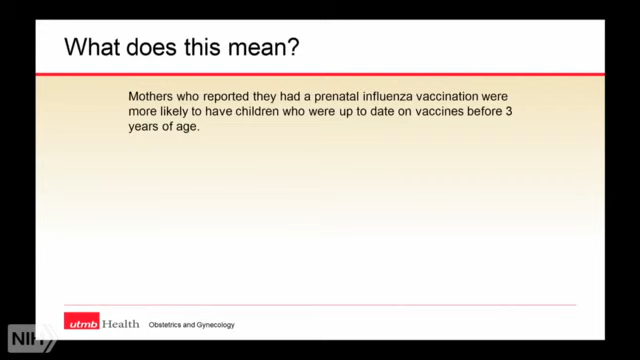 What does this mean?
Mothers who reported they had a prenatal influenza vaccination were
more likely to have children who were up to date on vaccines before 3
years of age.
utmb Health Obstetrics and Gynecology
NIH